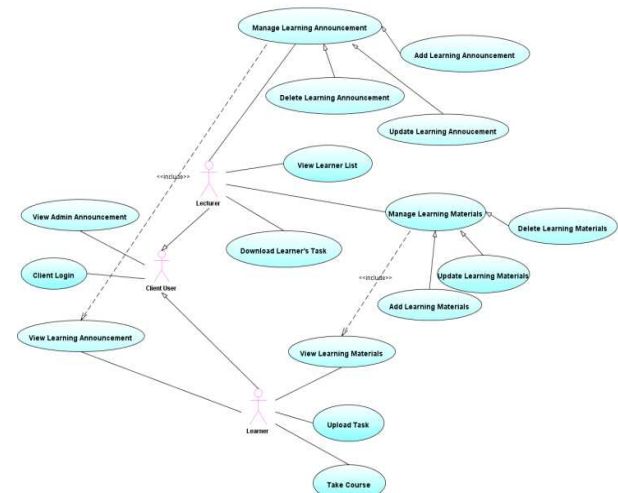 Manage Learning Announcement
Add Learning Announcement
Delete Learning Announcement
Update Learning Annoucement
<<include>>
View Learner List
Lecturer
Manage Learning Materials
View Admin Announcement
Delete Learning Materials
Download Learner's Task
Client Login
Client User
<<include>>
Update Learning Materials
Add Learning Materials
View Learning Announcement
View Learning Materials
Upload Task
Learner
Take Course